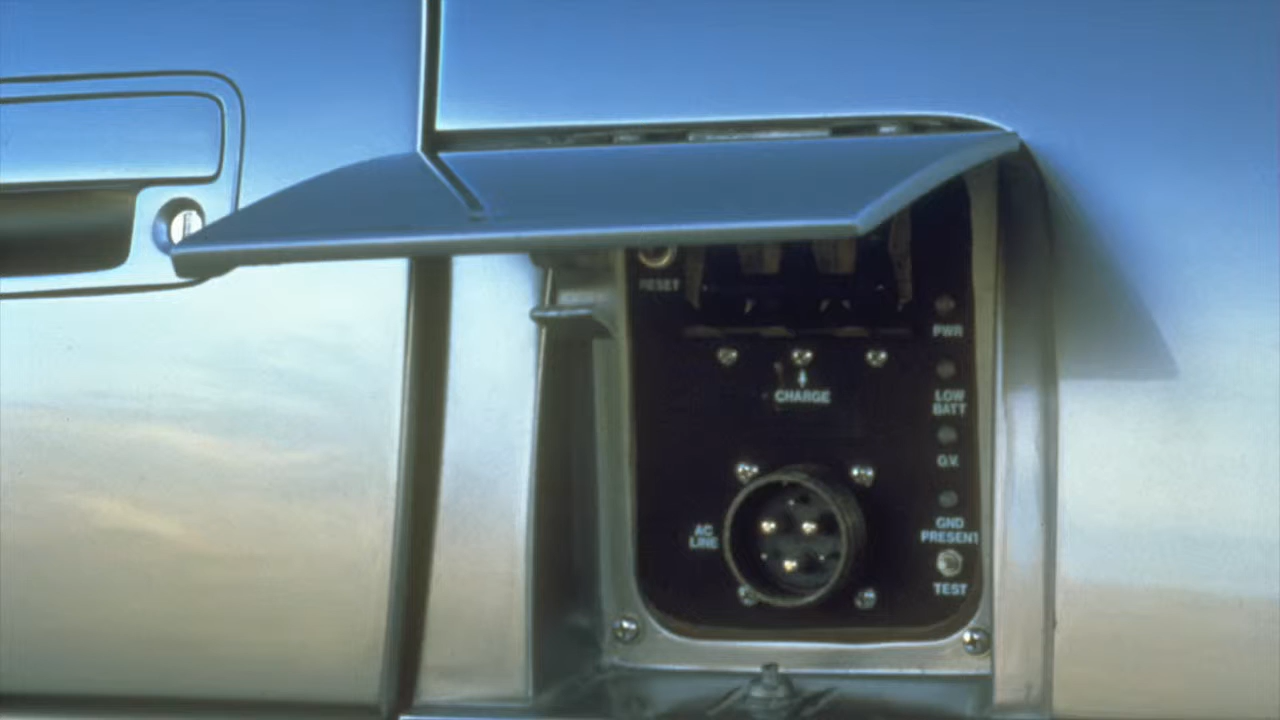 RESET
PWR
CHARGE
LOW
BATT
O.V.
AC
LINE
GND
PRESENT
TEST